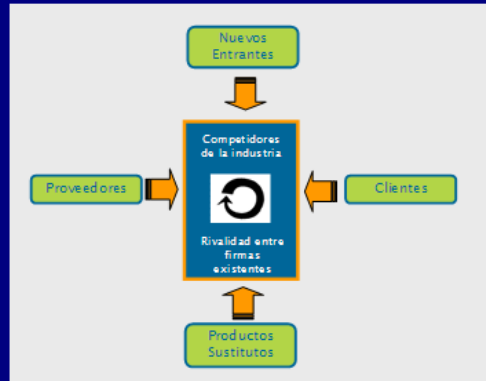 Nuevos
Entrantes
Competidores
de la industria
Proveedores
Clientes
Rivalidad entre
firmas
existentes
Productos
Sustitutos